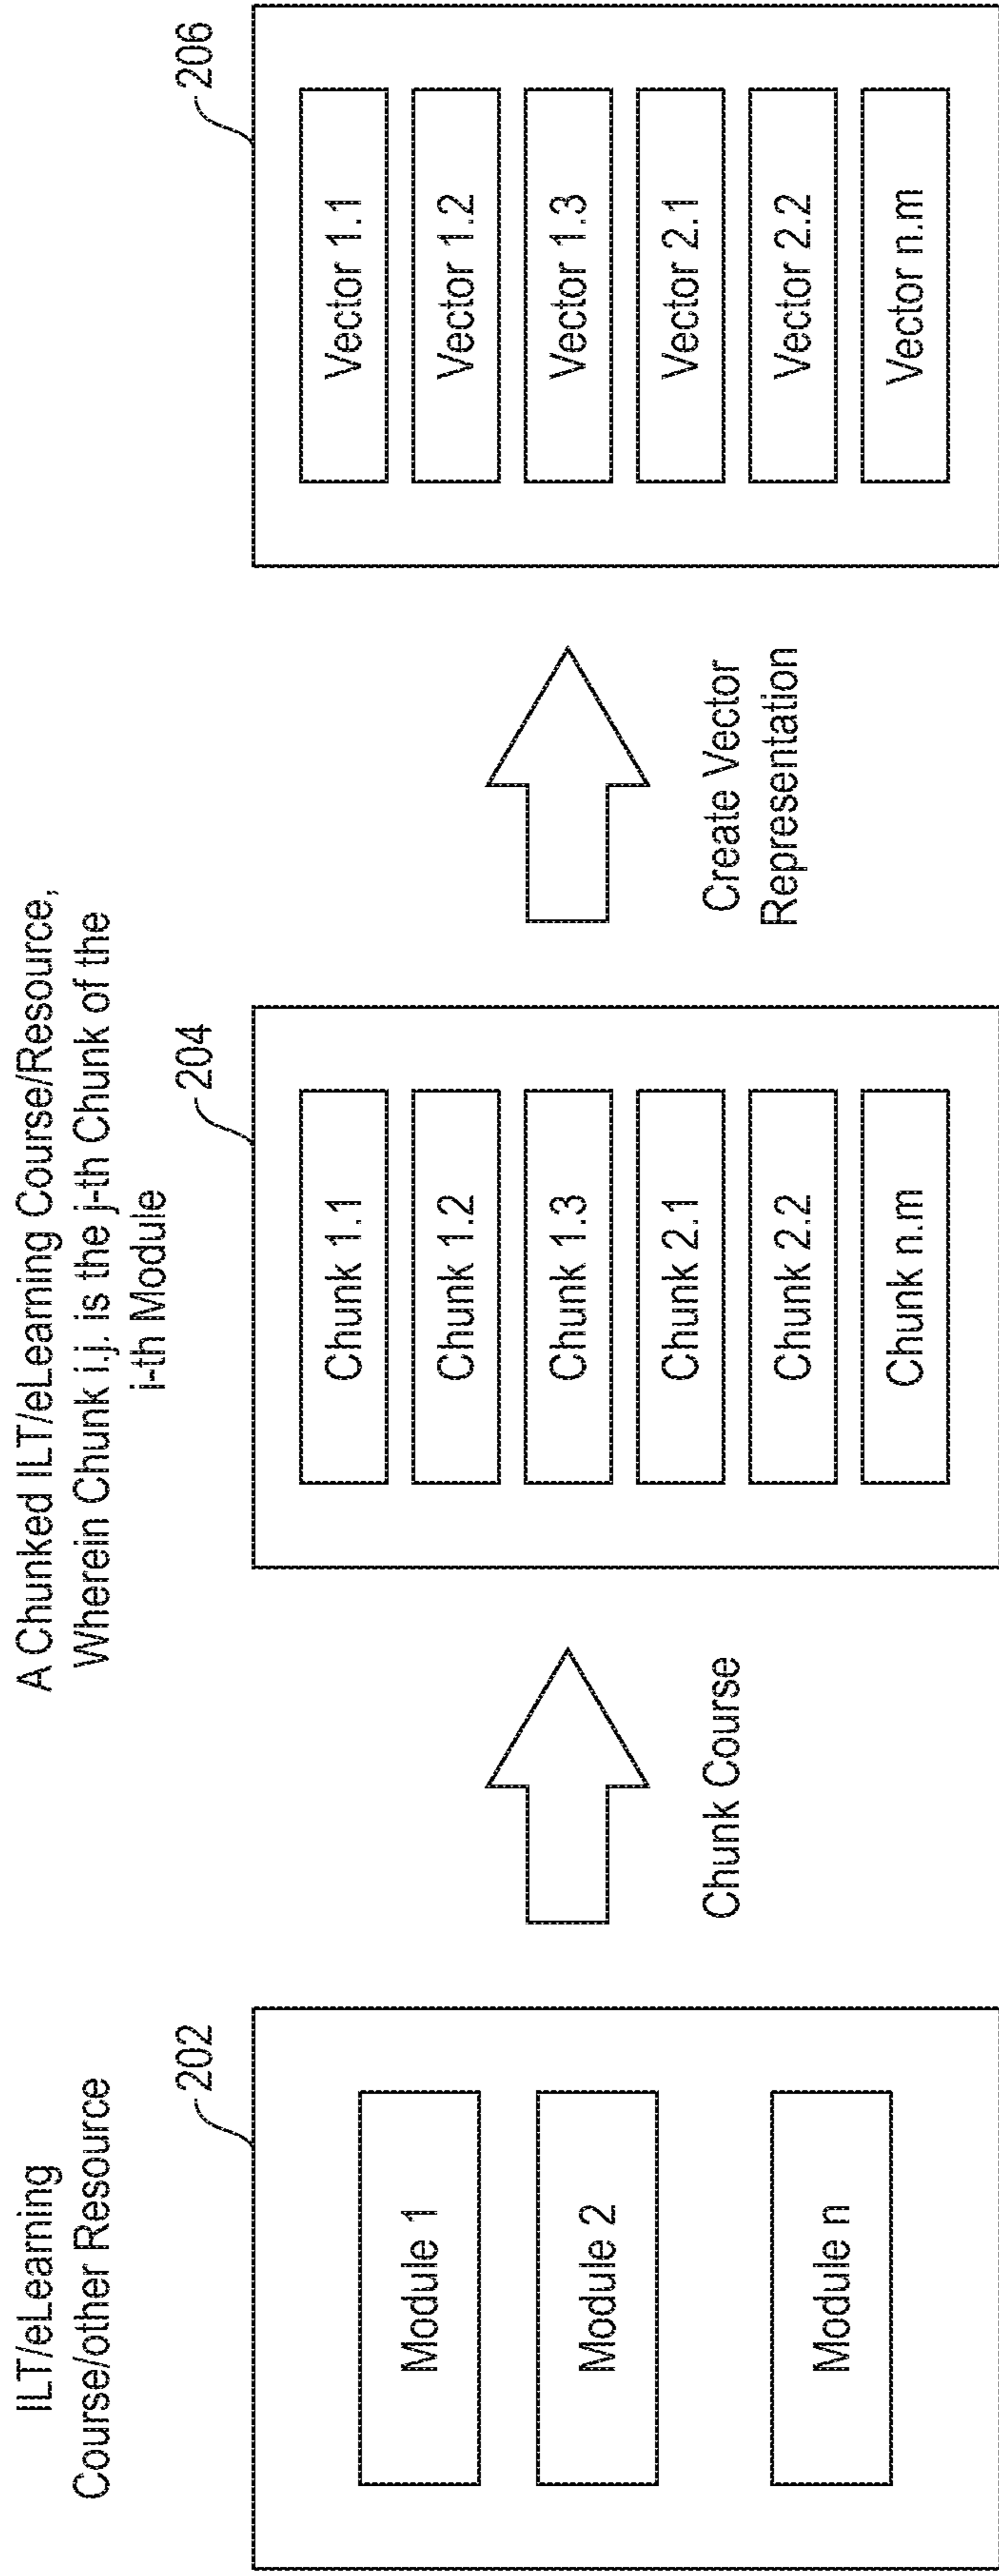 ILT/eLearning
Course/other Resource
202
Module 1
Module 2
Module n
Chunk Course
A Chunked ILT/eLearning Course/Resource,
Wherein Chunk i.j. is the j-th Chunk of the
i-th Module
204
Chunk 1.1
Chunk 1.2
Chunk 1.3
Chunk 2.1
Chunk 2.2
Chunk n.m
Create Vector
Representation
206
Vector 1.1
Vector 1.2
Vector 1.3
Vector 2.1
Vector 2.2
Vector n.m